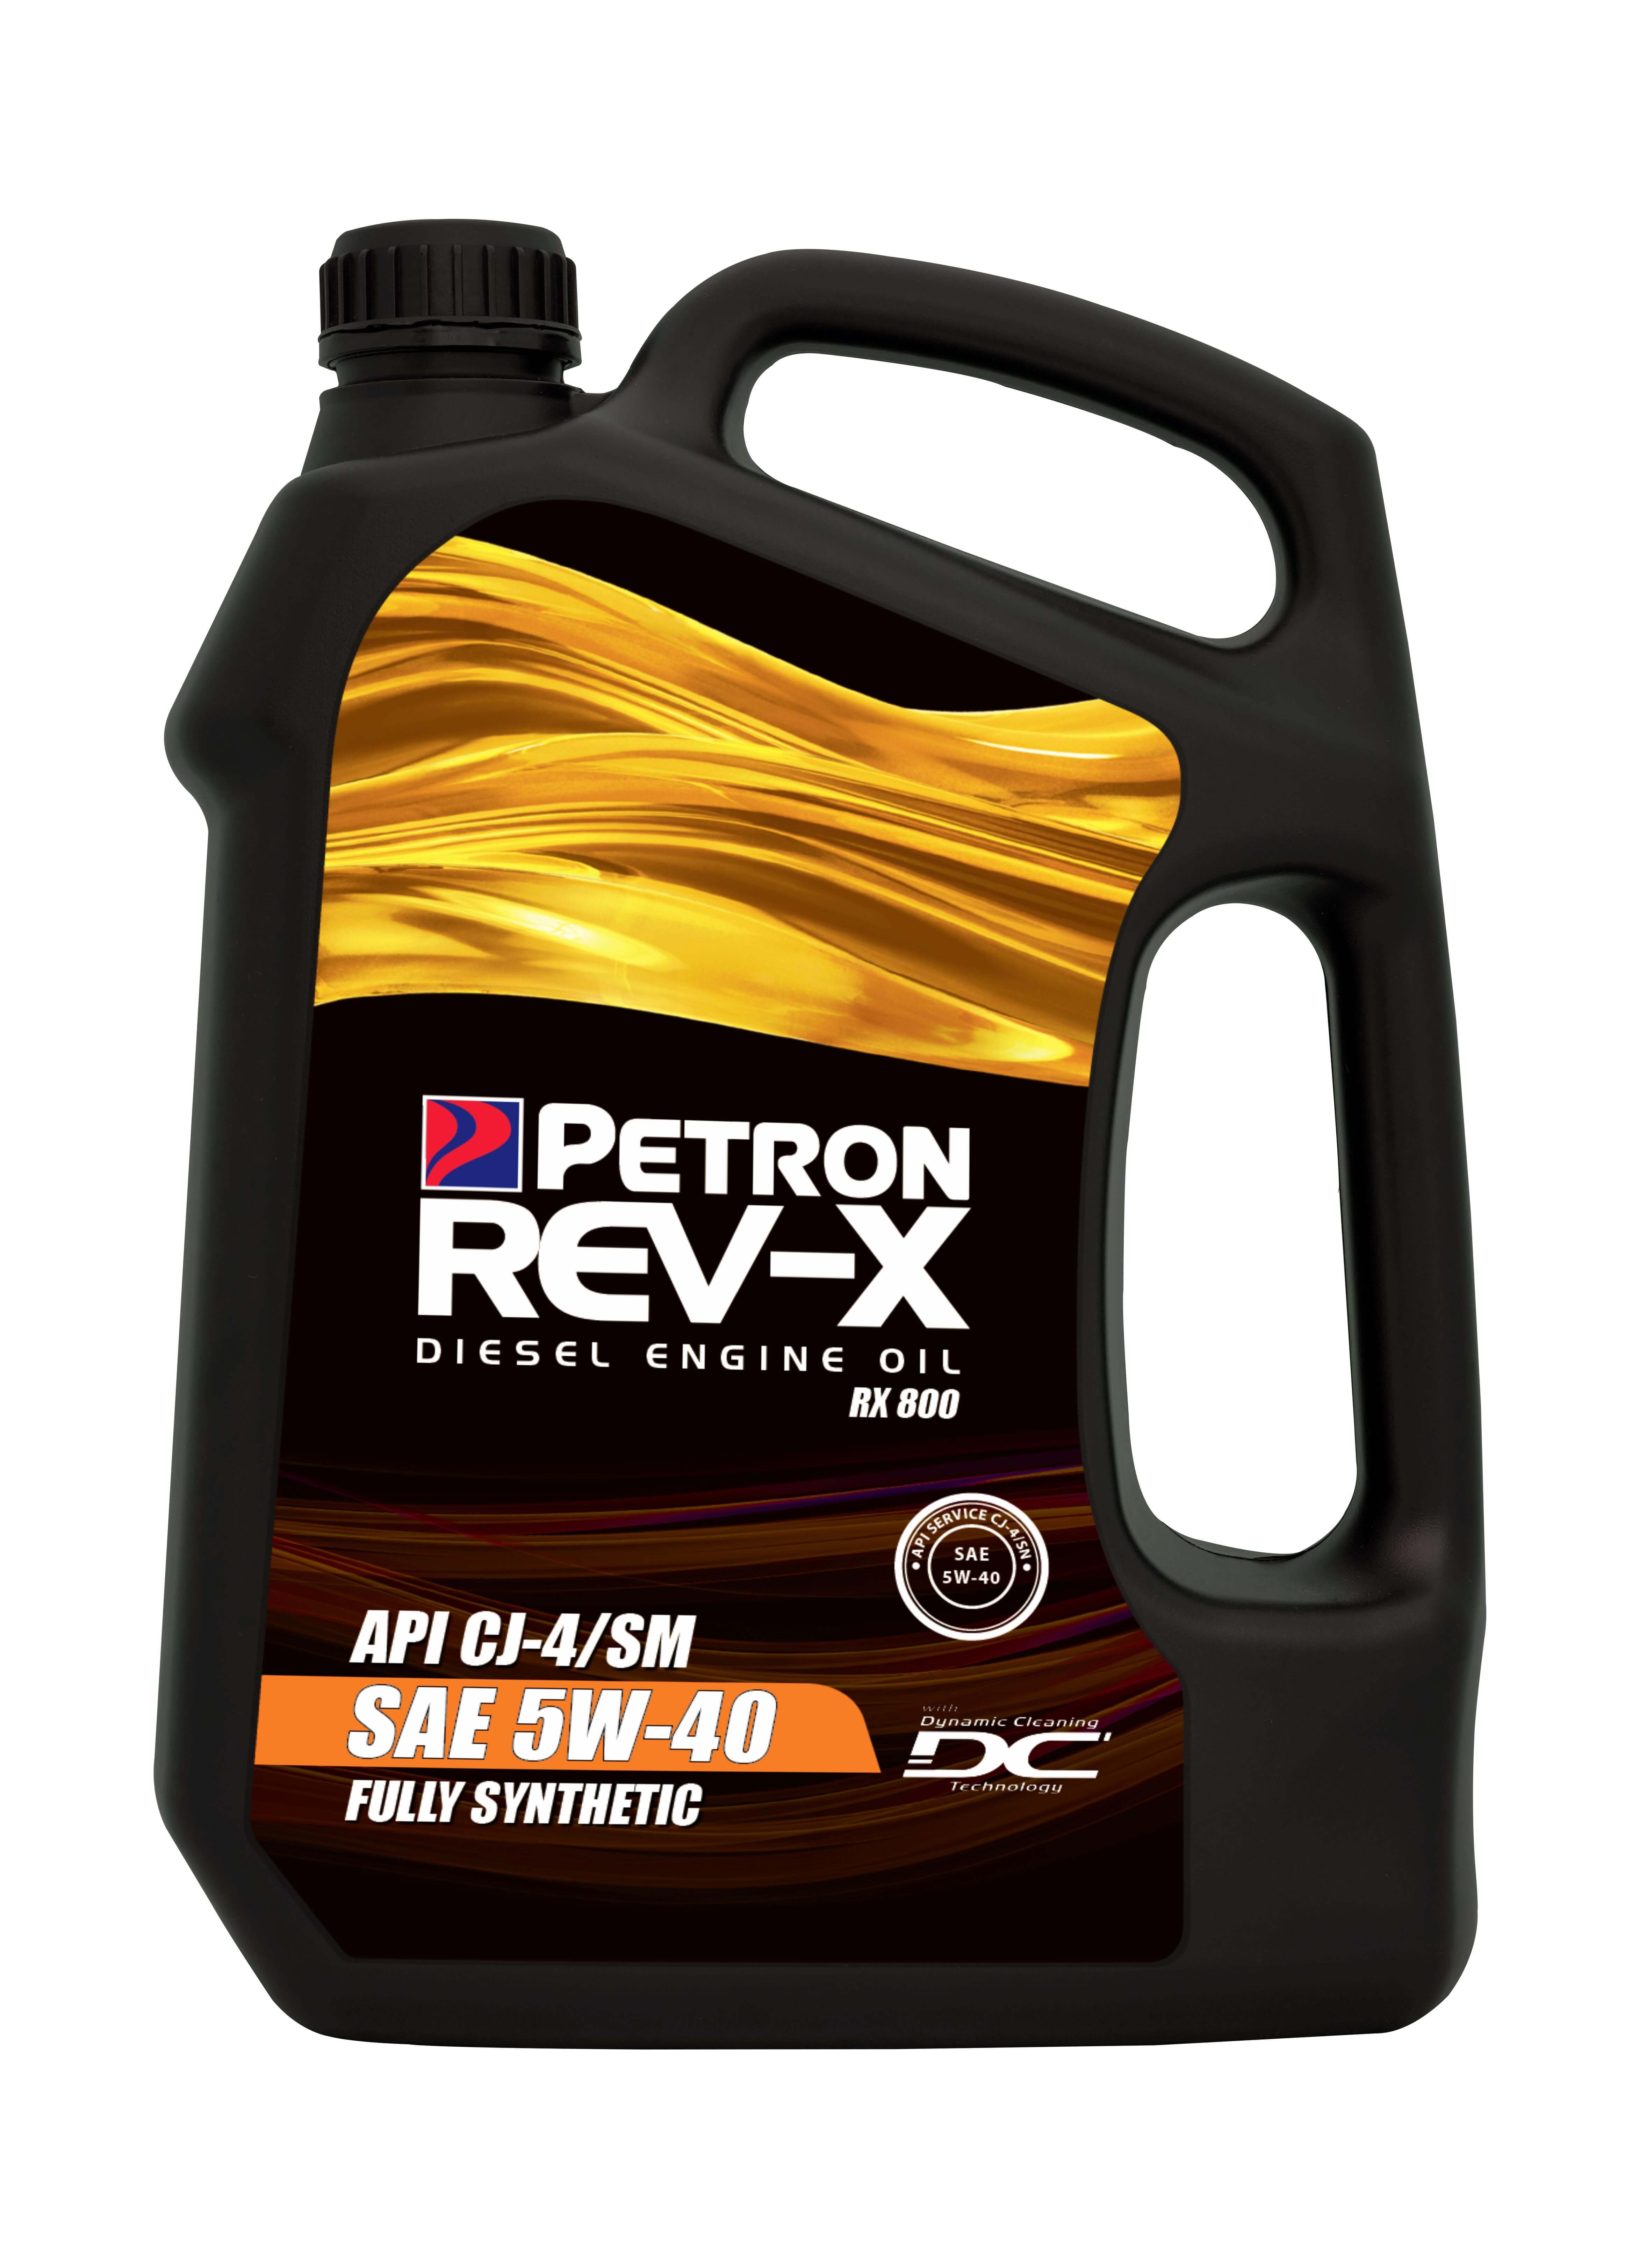 PETRON
REV-X
DIESEL ENGINE OIL
RX 800
API SERVICE CJ-4/SN
SAE
5W-40
API CJ-4/SM
SAE 5W-40
FULLY SYNTHETIC
with
Dynamic Cleaning
DC
Technology